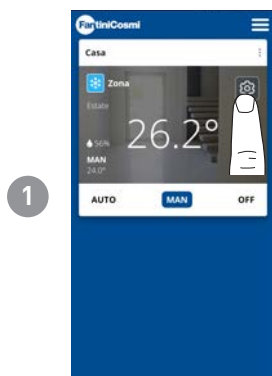 FantiniCosmi
Casa
Zona
Estate
26.2°
56%
MAN
24.0°
AUTO MAN OFF
1